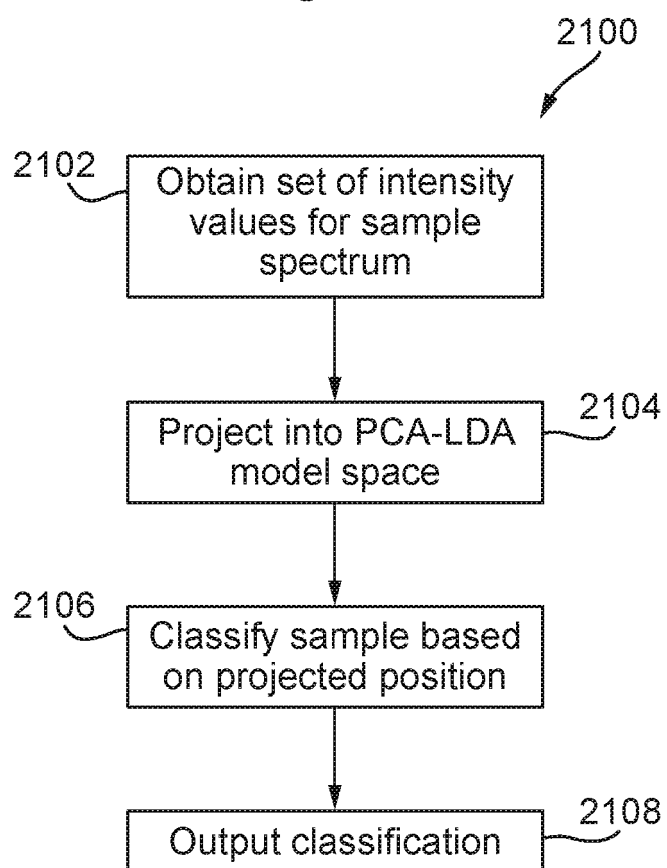 2100
2102
Obtain set of intensity
values for sample
spectrum
2104
Project into PCA-LDA
model space
2106
Classify sample based
on projected position
2108
Output classification